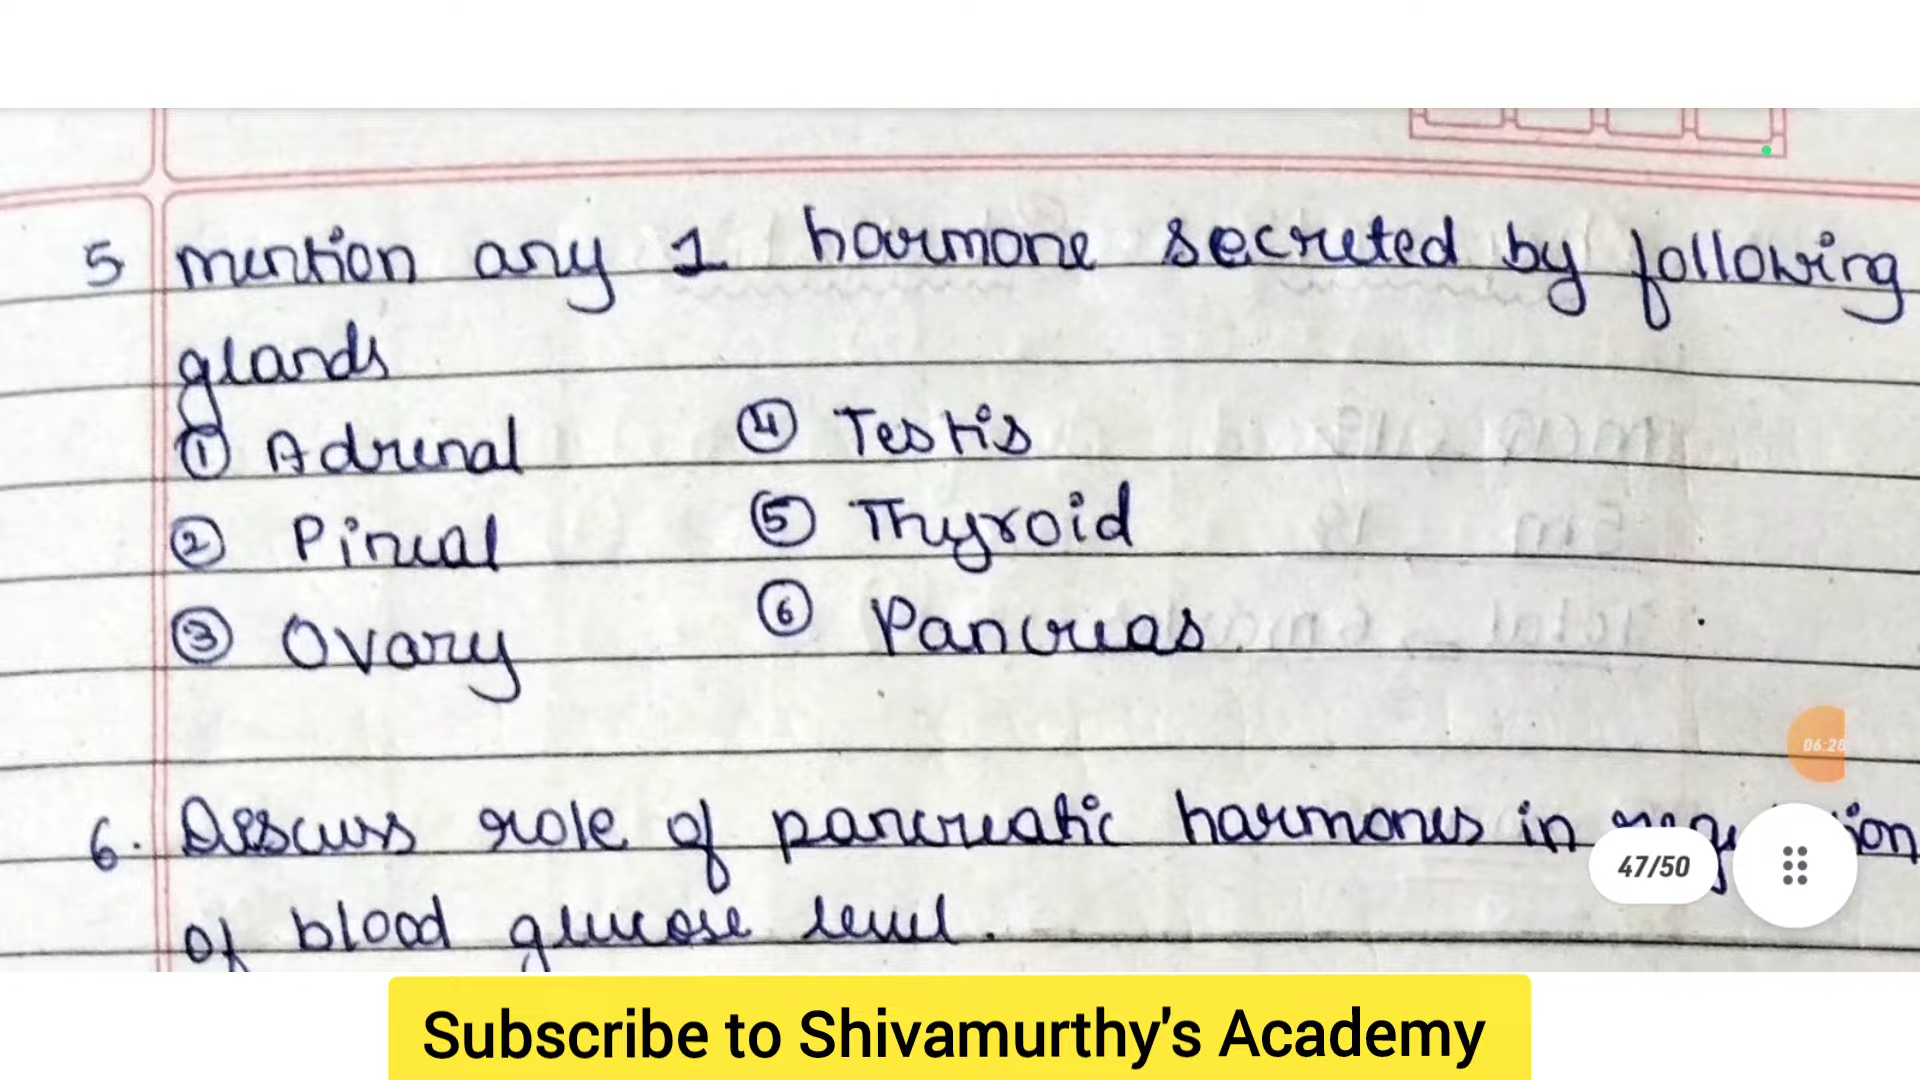 5 mention any 1 hormone secreted by following
glands
① Adrenal ④ Testis
② Pineal ⑤ Thyroid
③ Ovary ⑥ Pancreas
06:28
6. Discuss role of pancreatic harmones in
47/50
of blood glucose level.
Subscribe to Shivamurthy's Academy